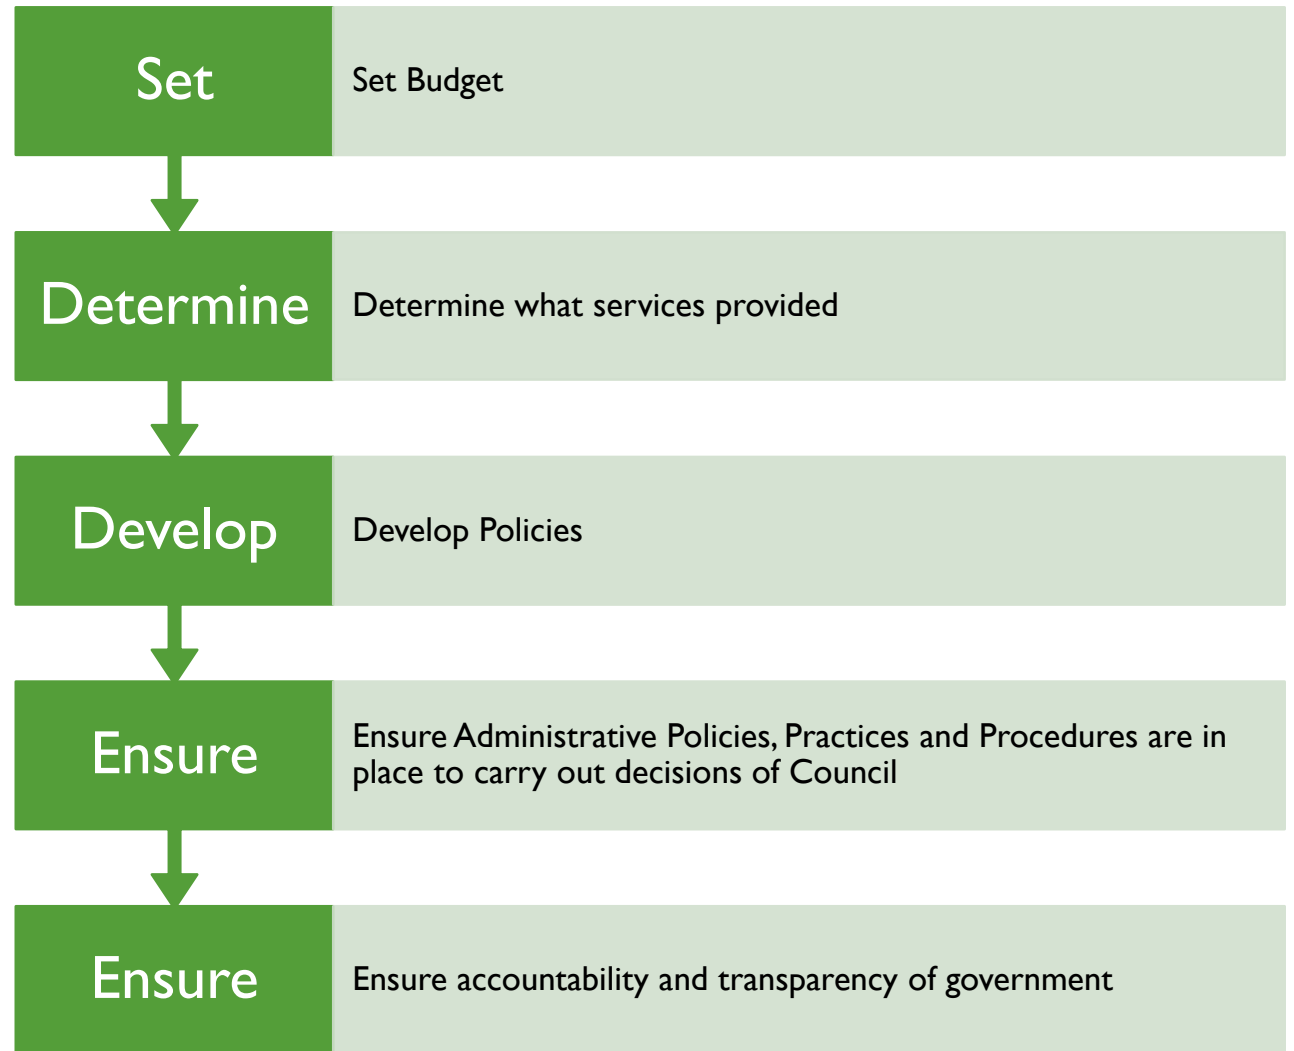 Set
Set Budget
Determine
Determine what services provided
Develop
Develop Policies
Ensure
Ensure Administrative Policies, Practices and Procedures are in
place to carry out decisions of Council
Ensure
Ensure accountability and transparency of government